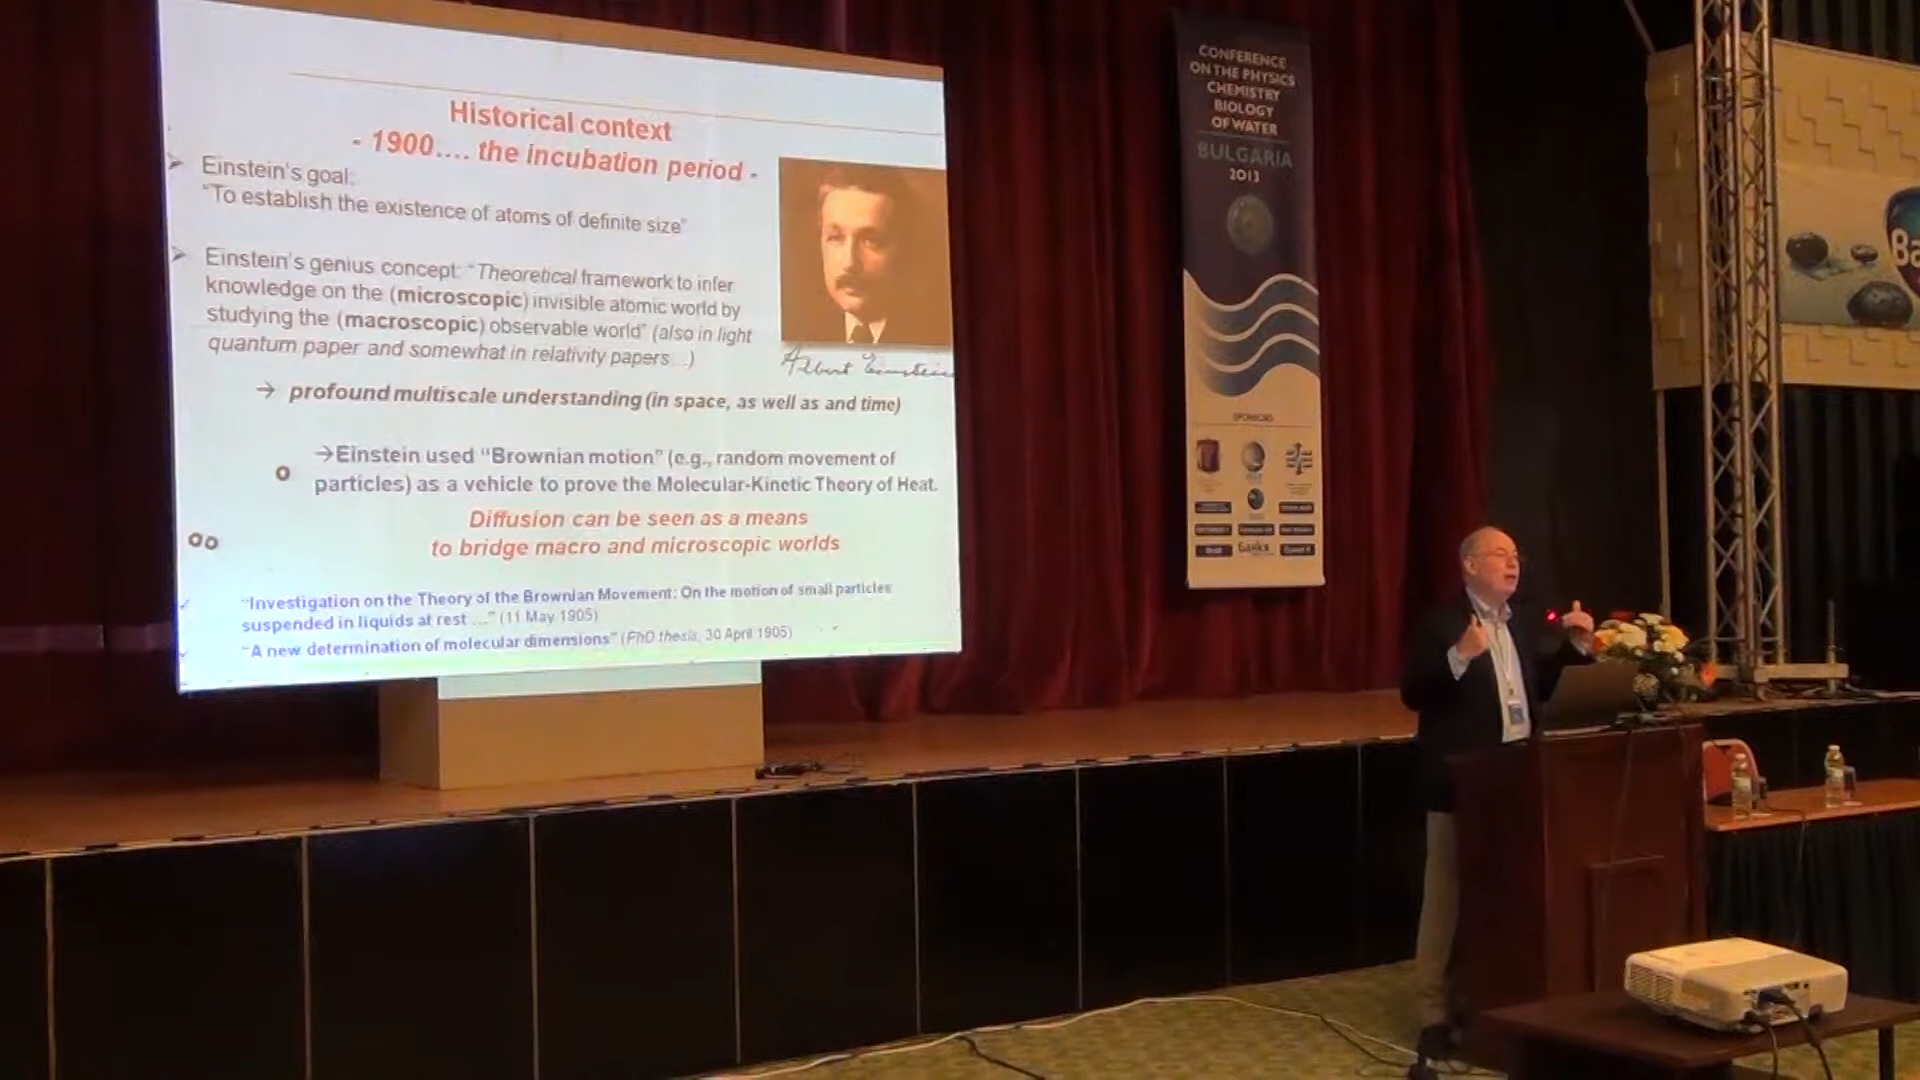 Historical context
- 1900.... the incubation period -
Einstein's goal:
"To establish the existence of atoms of definite size"
Einstein's genius concept: "Theoretical framework to infer
knowledge on the (microscopic) invisible atomic world by
studying the (macroscopic) observable world" (also in light
quantum paper and somewhat in relativity papers...)
→ profound multiscale understanding (in space, as well as and time)
→Einstein used "Brownian motion" (e.g., random movement of
particles) as a vehicle to prove the Molecular-Kinetic Theory of Heat.
Diffusion can be seen as a means
to bridge macro and microscopic worlds
"Investigation on the Theory of the Brownian Movement: On the motion of small particles
suspended in liquids at rest ..." (11 May 1905)
"A new determination of molecular dimensions" (PhD thesis, 30 April 1905)
Albert Einstein
CONFERENCE
ON THE PHYSICS
CHEMISTRY
BIOLOGY
OF WATER
BULGARIA
2013
SPONSORS
Ba